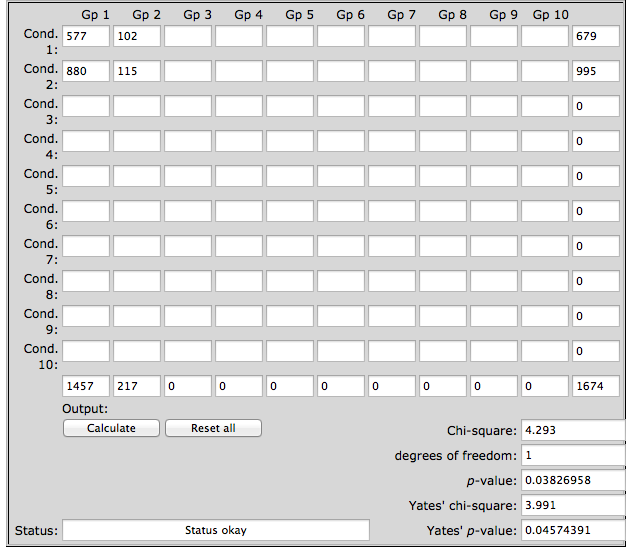 Gp 1 Gp 2 Gp 3 Gp 4 Gp 5 Gp 6 Gp 7 Gp 8 Gp 9 Gp 10
Cond. 1: 577 102 679
Cond. 2: 880 115 995
Cond. 3: 0
Cond. 4: 0
Cond. 5: 0
Cond. 6: 0
Cond. 7: 0
Cond. 8: 0
Cond. 9: 0
Cond. 10: 0
1457 217 0 0 0 0 0 0 0 0 1674
Output:
Calculate Reset all
Chi-square: 4.293
degrees of freedom: 1
p-value: 0.03826958
Yates' chi-square: 3.991
Status: Status okay Yates' p-value: 0.04574391